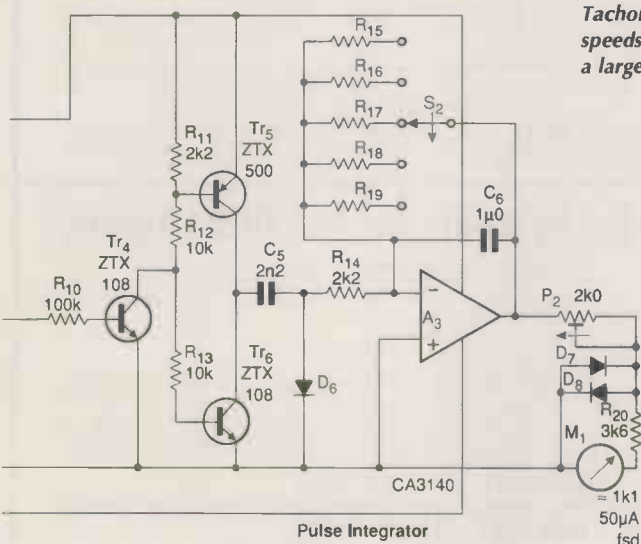 Tachor
speeds
a large
R15
R16
R17
R18
R19
S2
R11
2k2
Tr5
ZTX
500
R12
10k
Tr4
ZTX
108
R10
100k
C5
2n2
R14
2k2
C6
1µ0
A3
P2 2k0
R13
10k
Tr6
ZTX
108
D6
D7
D8
R20
3k6
M1
≈ 1k1
50µA
fsd
CA3140
Pulse Integrator